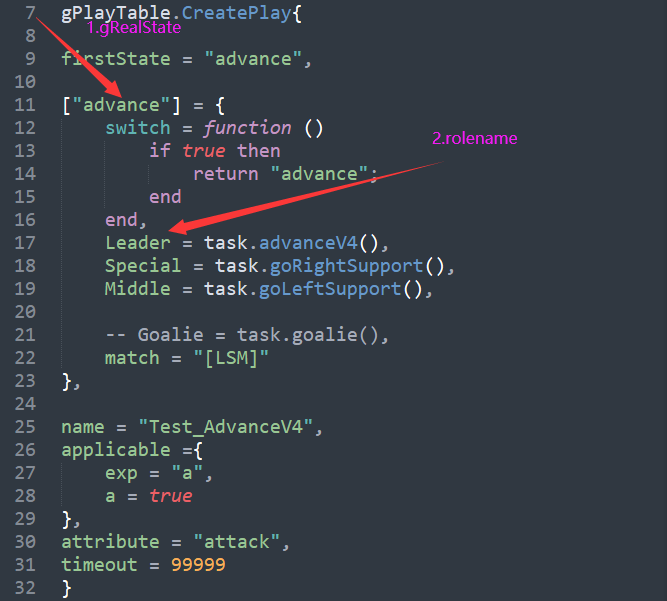 7 gPlayTable.CreatePlay{
1.gRealState
8
9 firstState = "advance",
10
11 ["advance"] = {
12 switch = function ()
2.rolename
13 if true then
14 return "advance";
15 end
16 end,
17 Leader = task.advanceV4(),
18 Special = task.goRightSupport(),
19 Middle = task.goLeftSupport(),
20
21 -- Goalie = task.goalie(),
22 match = "[LSM]"
23 },
24
25 name = "Test_AdvanceV4",
26 applicable ={
27 exp = "a",
28 a = true
29 },
30 attribute = "attack",
31 timeout = 99999
32 }